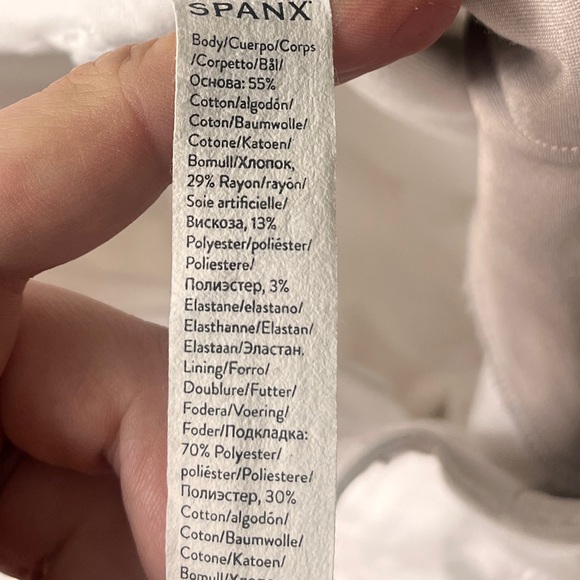 SPANX
Body/Cuerpo/Corps
/Corpetto/Bål/
Основа: 55%
Cotton/algodón/
Coton/Baumwolle/
Cotone/Katoen/
Bomull/Хлопок,
29% Rayon/rayón/
Soie artificielle/
Вискоза, 13%
Polyester/poliéster/
Poliestere/
Полиэстер, 3%
Elastane/elastano/
Elasthanne/Elastan/
Elastaan/Эластан.
Lining/Forro/
Doublure/Futter/
Fodera/Voering/
Foder/Подкладка:
70% Polyester/
poliéster/Poliestere/
Полиэстер, 30%
Cotton/algodón/
Coton/Baumwolle/
Cotone/Katoen/
Bomull/Хлопок